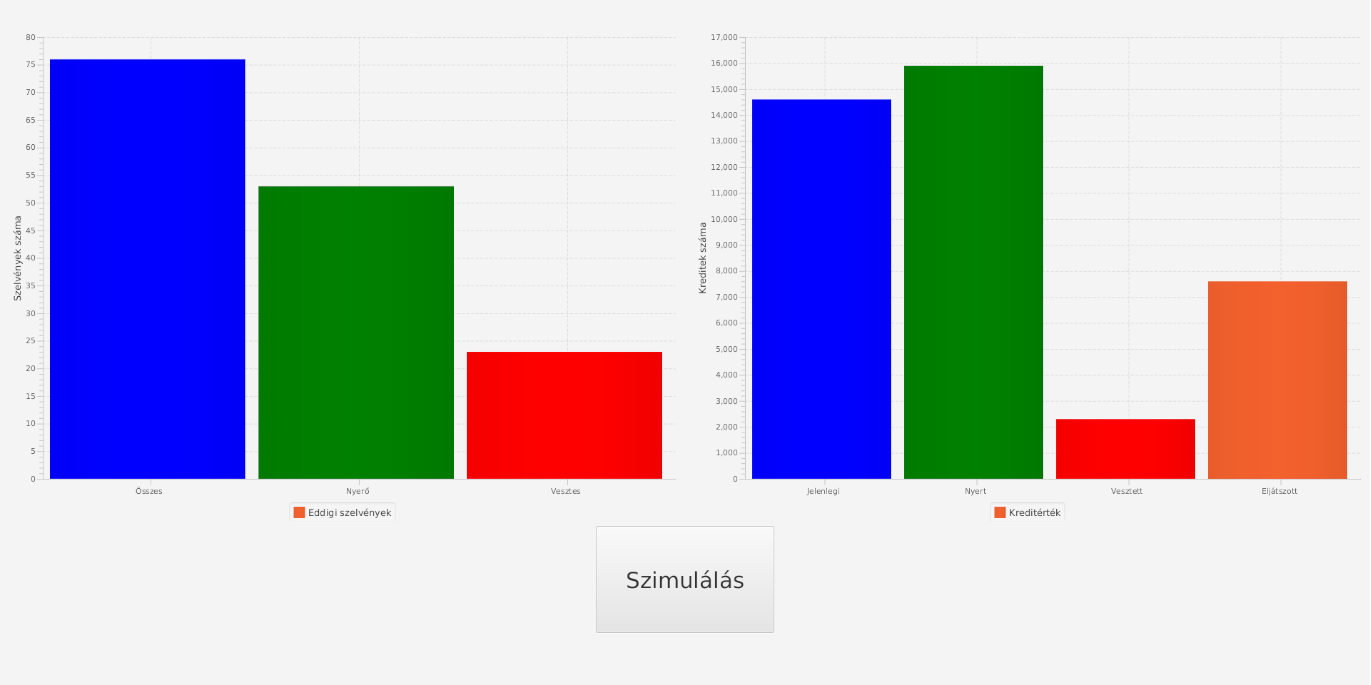 80
75
70
65
60
55
50
45
40
35
30
25
20
15
10
5
0
Szelvények száma
Összes
Nyerő
Vesztes
Eddigi szelvények
17,000
16,000
15,000
14,000
13,000
12,000
11,000
10,000
9,000
8,000
7,000
6,000
5,000
4,000
3,000
2,000
1,000
0
Kreditek száma
Jelenlegi
Nyert
Vesztett
Eljátszott
Kreditérték
Szimulálás